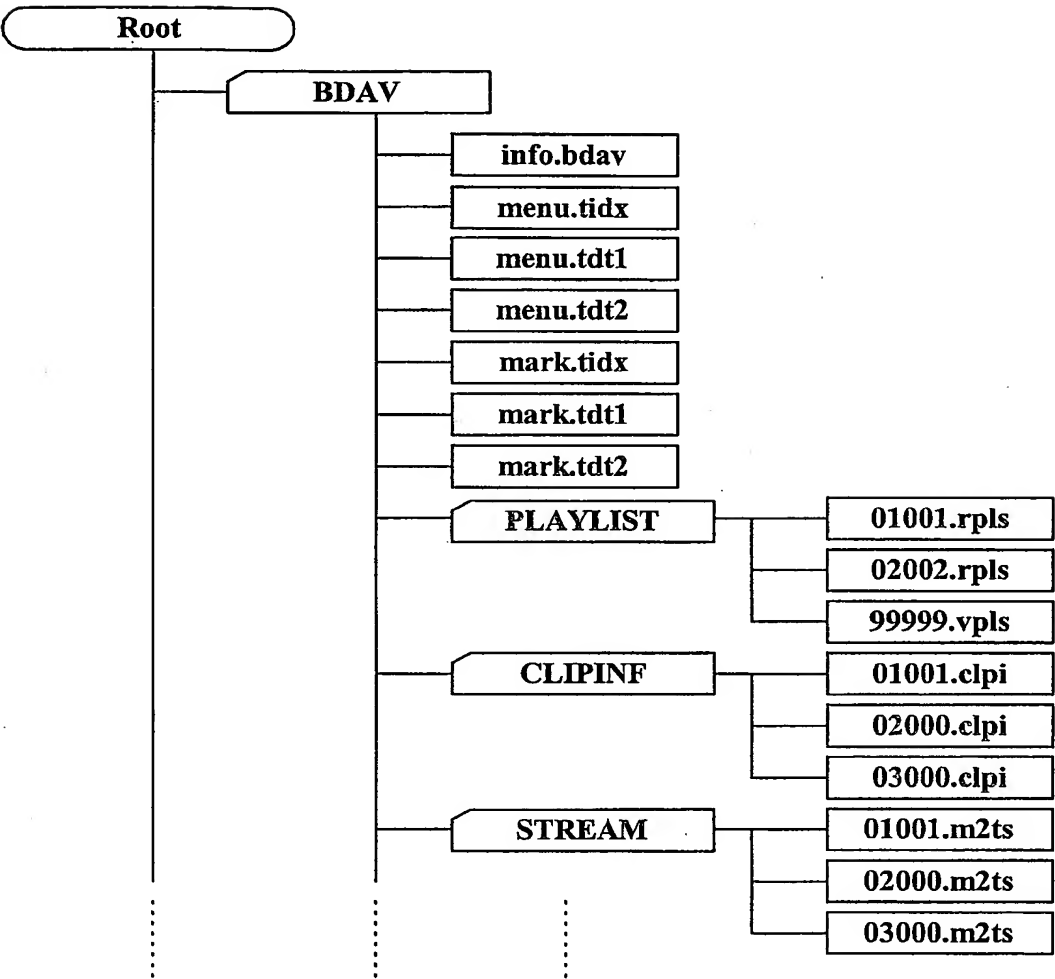 Root
BDAV
info.bdav
menu.tidx
menu.tdt1
menu.tdt2
mark.tidx
mark.tdt1
mark.tdt2
PLAYLIST
01001.rpls
02002.rpls
99999.vpls
CLIPINF
01001.clpi
02000.clpi
03000.clpi
STREAM
01001.m2ts
02000.m2ts
03000.m2ts